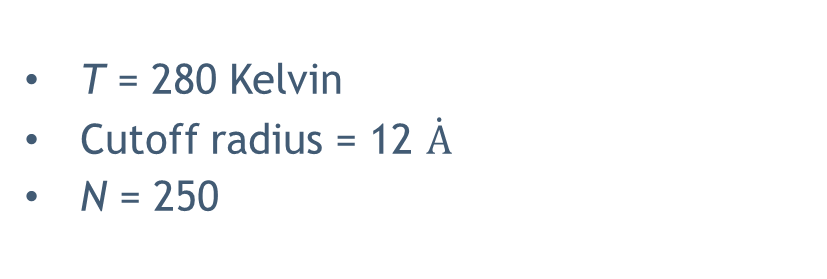 • T = 280 Kelvin
• Cutoff radius = 12 Ȧ
• N = 250